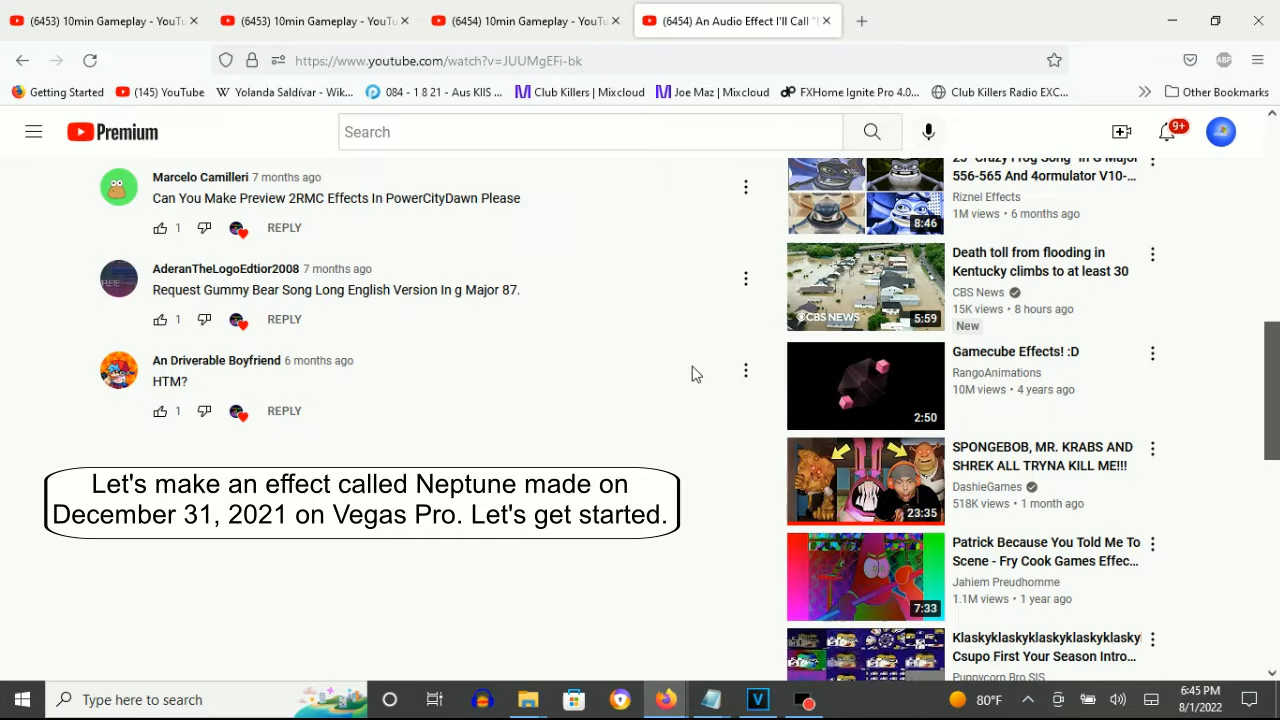 (6453) 10min Gameplay - YouTu
(6453) 10min Gameplay - YouTu
(6454) 10min Gameplay - YouTu
(6454) An Audio Effect I'll Call "
https://www.youtube.com/watch?v=JUUMgEFi-bk
ABP
Getting Started
(145) YouTube
Yolanda Saldívar - Wik...
084 - 1 8 21 - Aus KIIS ...
Club Killers | Mixcloud
Joe Maz | Mixcloud
FXHome Ignite Pro 4.0...
Club Killers Radio EXC...
Other Bookmarks
Premium
Search
9+
Marcelo Camilleri 7 months ago
Can You Make Preview 2RMC Effects In PowerCityDawn Please
1
REPLY
AderanTheLogoEdtior2008 7 months ago
Request Gummy Bear Song Long English Version In g Major 87.
1
REPLY
An Driverable Boyfriend 6 months ago
HTM?
1
REPLY
Let's make an effect called Neptune made on
December 31, 2021 on Vegas Pro. Let's get started.
25 "Crazy Frog Song" in G Major
556-565 And 4ormulator V10-...
Riznel Effects
1M views • 6 months ago
8:46
Death toll from flooding in
Kentucky climbs to at least 30
CBS News
15K views • 8 hours ago
New
CBS NEWS
5:59
Gamecube Effects! :D
RangoAnimations
10M views • 4 years ago
2:50
SPONGEBOB, MR. KRABS AND
SHREK ALL TRYNA KILL ME!!!
DashieGames
518K views • 1 month ago
23:35
Patrick Because You Told Me To
Scene - Fry Cook Games Effec...
Jahiem Preudhomme
1.1M views • 1 year ago
7:33
Klaskyklaskyklaskyklaskyklasky
Csupo First Your Season Intro...
Puppycorn Bro SIS
Type here to search
80°F
6:45 PM
8/1/2022